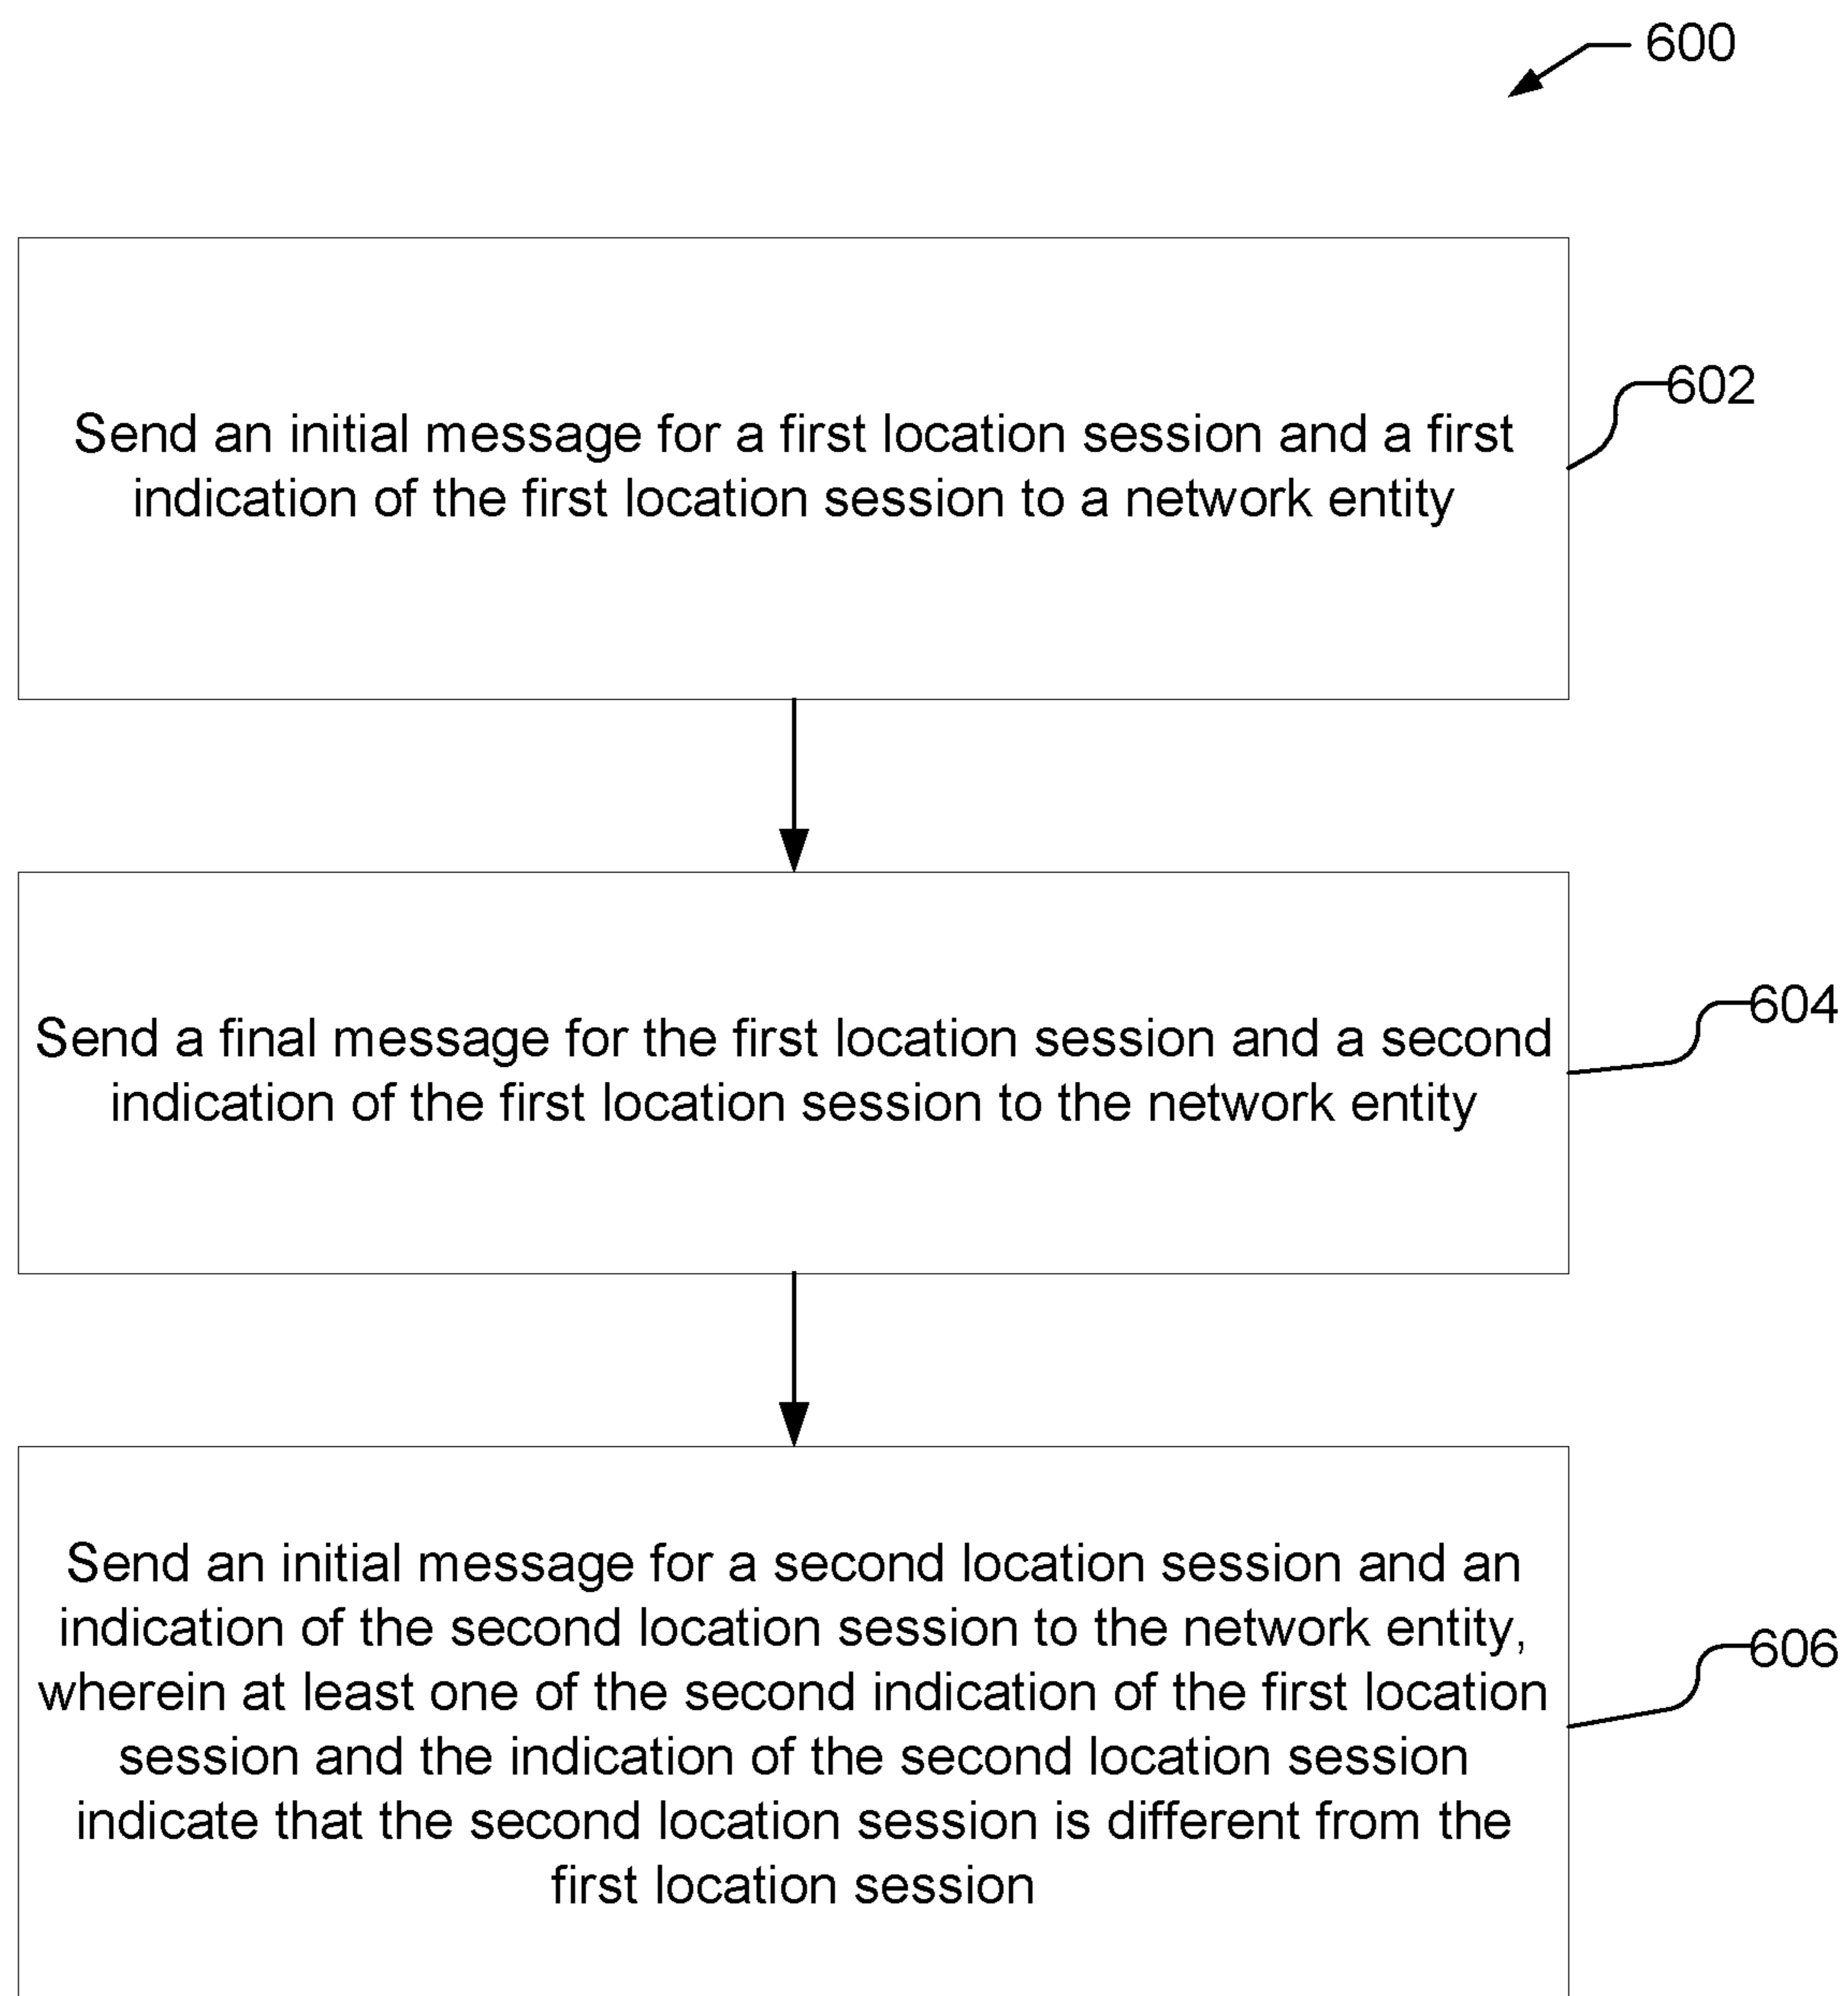 600
Send an initial message for a first location session and a first
indication of the first location session to a network entity
602
Send a final message for the first location session and a second
indication of the first location session to the network entity
604
Send an initial message for a second location session and an
indication of the second location session to the network entity,
wherein at least one of the second indication of the first location
session and the indication of the second location session
indicate that the second location session is different from the
first location session
606